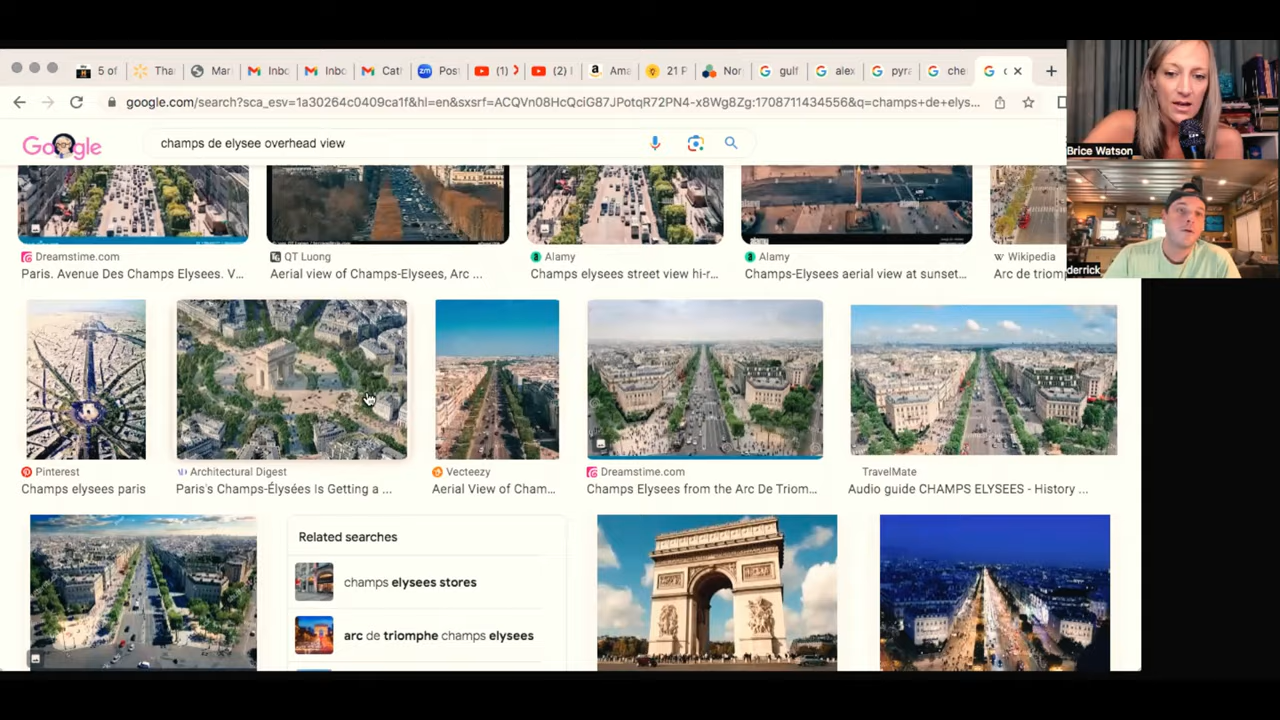 5 of
Tha
Mar
Inbo
Inb
Cat
Post
(1)
(2)
Ama
21 P
Nor
gulf
alex
pyra
che
google.com/search?sca_esv=1a30264c0409ca1f&hl=en&sxsrf=ACQVn08HcQciG87JPotqR72PN4-x8Wg8Zg:1708711434556&q=champs+de+elys...
Google
champs de elysee overhead view
Brice Watson
derrick
Dreamstime.com
QT Luong
Alamy
Alamy
Wikipedia
Paris. Avenue Des Champs Elysees. V...
Aerial view of Champs-Elysees, Arc ...
Champs elysees street view hi-r...
Champs-Elysees aerial view at sunset...
Arc de triom
Pinterest
Architectural Digest
Vecteezy
Dreamstime.com
TravelMate
Champs elysees paris
Paris's Champs-Élysées Is Getting a ...
Aerial View of Cham...
Champs Elysees from the Arc De Triom...
Audio guide CHAMPS ELYSEES - History ...
Related searches
champs elysees stores
arc de triomphe champs elysees